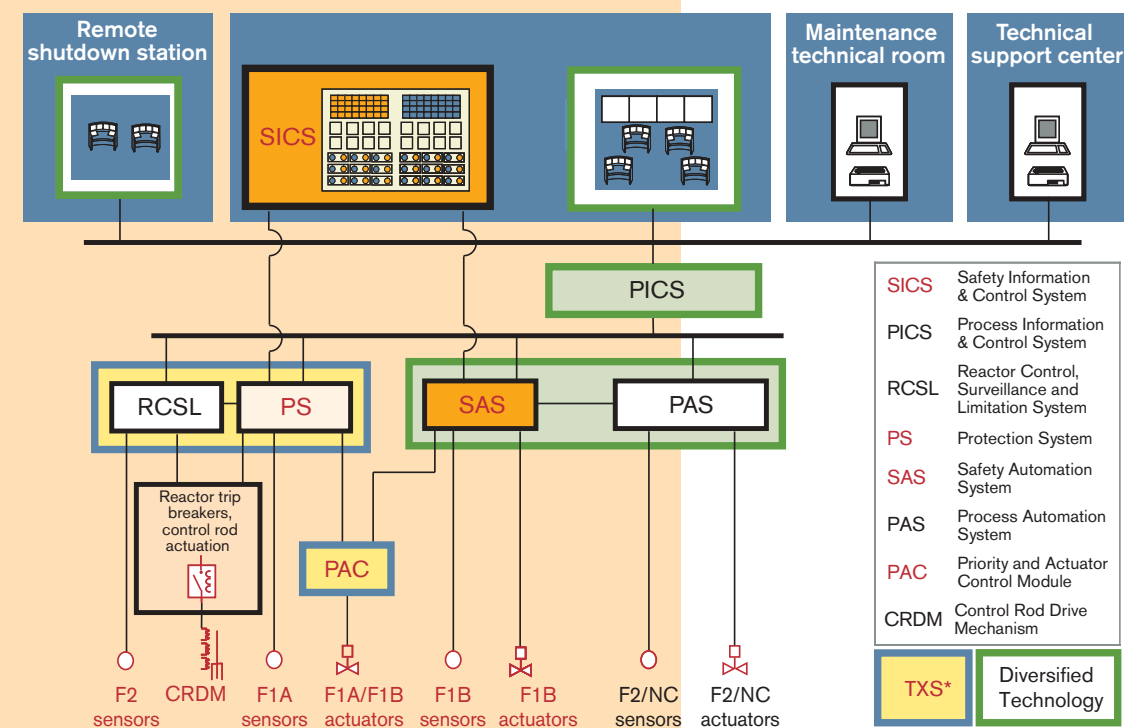 Remote
shutdown station
Maintenance
technical room
Technical
support center
SICS
PICS
RCSL
PS
SAS
PAS
Reactor trip
breakers,
control rod
actuation
PAC
F2
sensors
CRDM
F1A
sensors
F1A/F1B
actuators
F1B
sensors
F1B
actuators
F2/NC
sensors
F2/NC
actuators
SICS Safety Information
& Control System
PICS Process Information
& Control System
RCSL Reactor Control,
Surveillance and
Limitation System
PS Protection System
SAS Safety Automation
System
PAS Process Automation
System
PAC Priority and Actuator
Control Module
CRDM Control Rod Drive
Mechanism
TXS*
Diversified
Technology